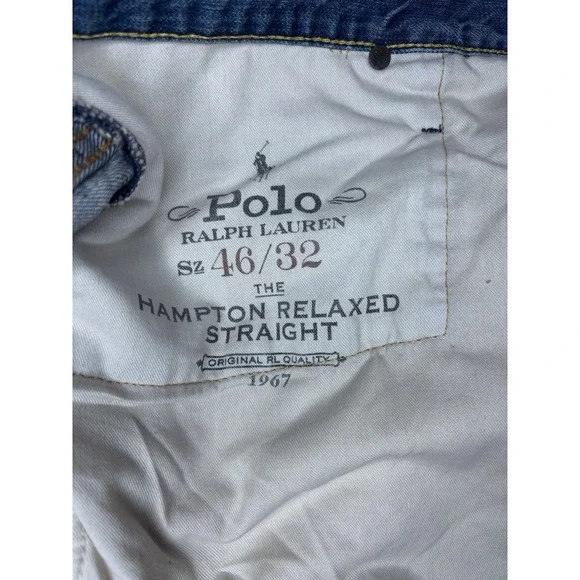 Polo
RALPH LAUREN
Sz 46/32
THE
HAMPTON RELAXED
STRAIGHT
ORIGINAL RL QUALITY
1967